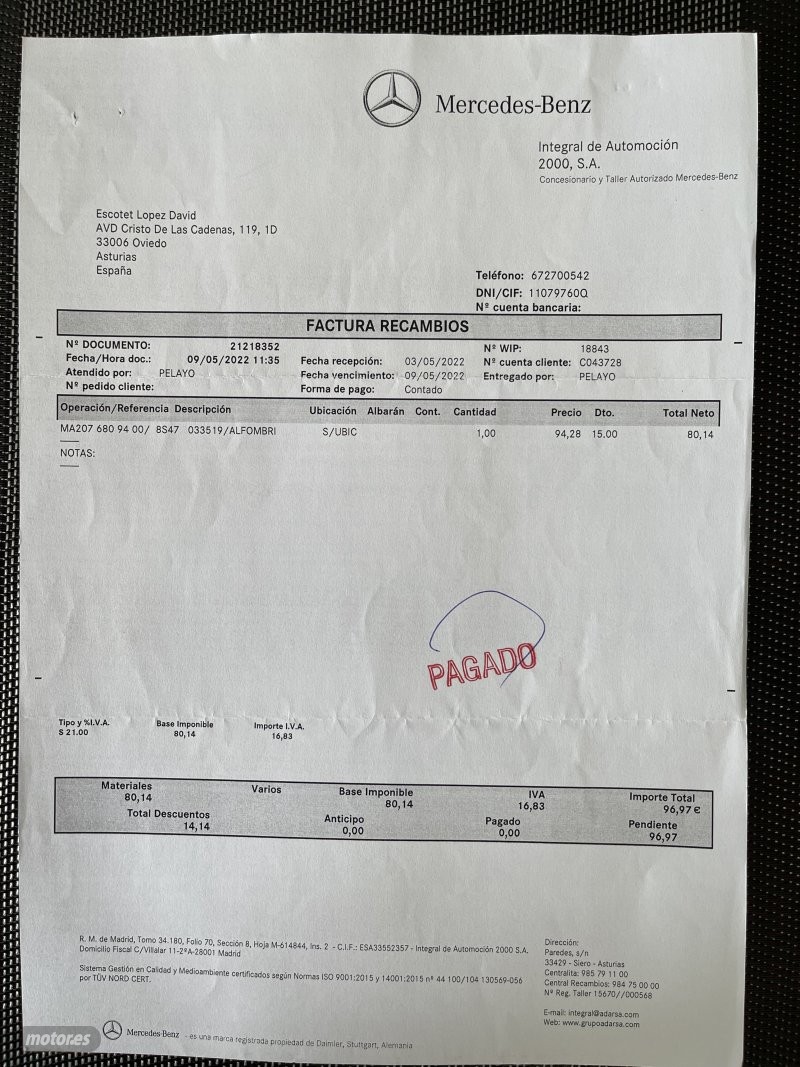 Mercedes-Benz
Integral de Automoción
2000, S.A.
Concesionario y Taller Autorizado Mercedes-Benz
Escotet Lopez David
AVD Cristo De Las Cadenas, 119, 1D
33006 Oviedo
Asturias
España
Teléfono: 672700542
DNI/CIF: 11079760Q
Nº cuenta bancaria:
FACTURA RECAMBIOS
Nº DOCUMENTO: 21218352 Nº WIP: 18843
Fecha/Hora doc.: 09/05/2022 11:35 Fecha recepción: 03/05/2022 Nº cuenta cliente: C043728
Atendido por: PELAYO Fecha vencimiento: 09/05/2022 Entregado por: PELAYO
Nº pedido cliente: Forma de pago: Contado
Operación/Referencia Descripción Ubicación Albarán Cont. Cantidad Precio Dto. Total Neto
MA207 680 94 00/ 8S47 033519/ALFOMBRI S/UBIC 1,00 94,28 15.00 80,14
NOTAS:
PAGADO
Tipo y %I.V.A. Base Imponible Importe I.V.A.
S 21.00 80,14 16,83
Materiales Varios Base Imponible IVA Importe Total
80,14 80,14 16,83 96,97 €
Total Descuentos Anticipo Pagado Pendiente
14,14 0,00 0,00 96,97
R. M. de Madrid, Tomo 34.180, Folio 70, Sección 8, Hoja M-614844, Ins. 2 - C.I.F.: ESA33552357 - Integral de Automoción 2000 S.A.
Domicilio Fiscal C/Villalar 11-2ºA-28001 Madrid
Sistema Gestión en Calidad y Medioambiente certificados según Normas ISO 9001:2015 y 14001:2015 nº 44 100/104 130569-056
por TÜV NORD CERT.
Dirección:
Paredes, s/n
33429 - Siero - Asturias
Centralita: 985 79 11 00
Central Recambios: 984 75 00 00
Nº Reg. Taller 15670//000568
E-mail: integral@adarsa.com
Web: www.grupoadarsa.com
Mercedes-Benz - es una marca registrada propiedad de Daimler, Stuttgart, Alemania
motor.es